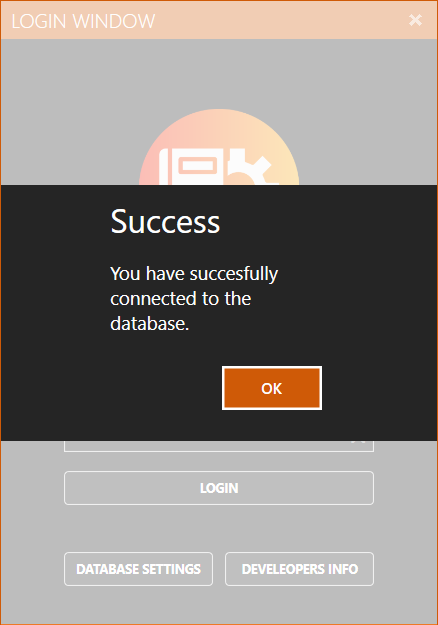 LOGIN WINDOW
Success
You have succesfully
connected to the
database.
OK
LOGIN
DATABASE SETTINGS
DEVELEOPERS INFO